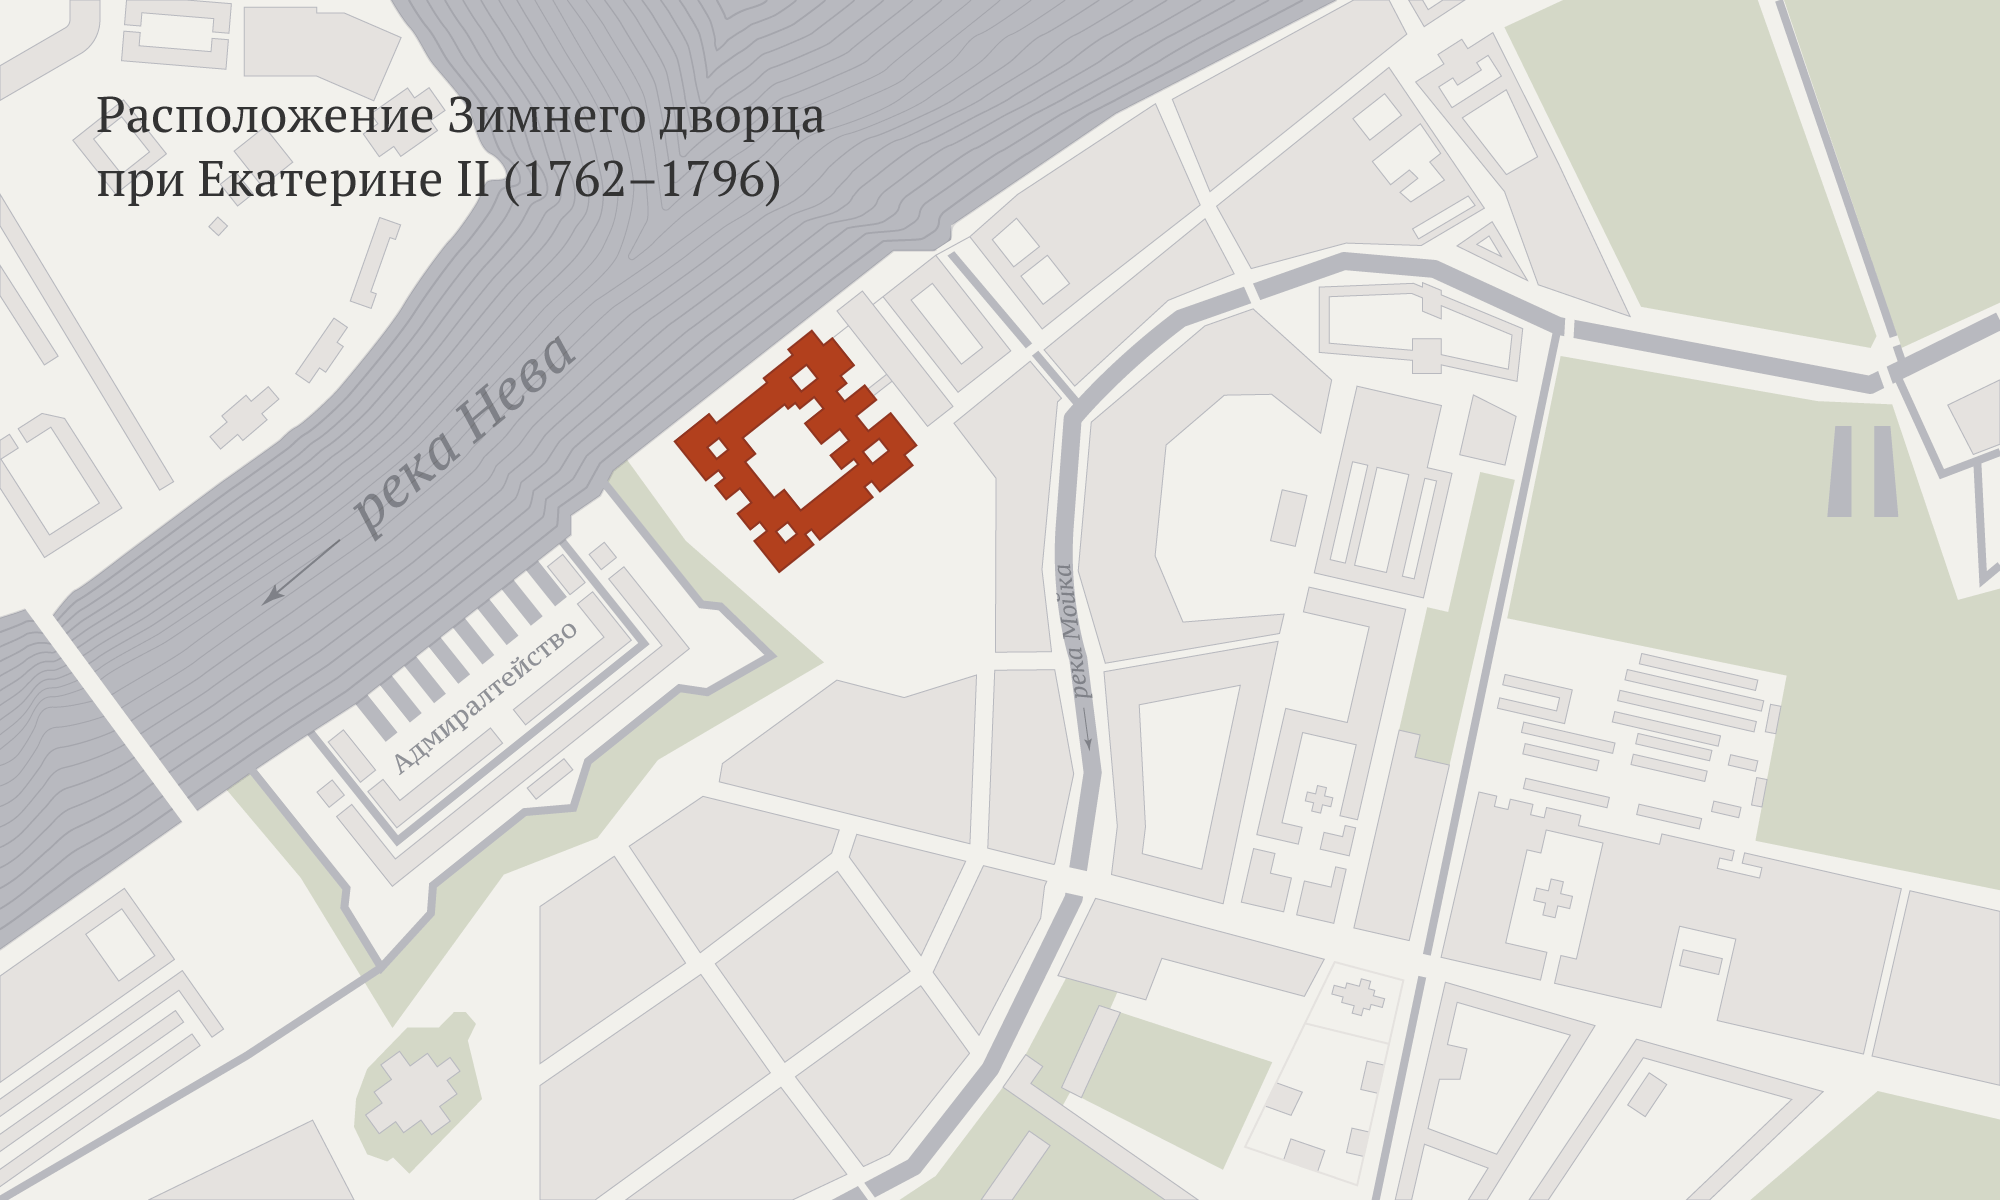 Расположение Зимнего дворца
при Екатерине II (1762–1796)
река Нева
Адмиралтейство
река Мойка